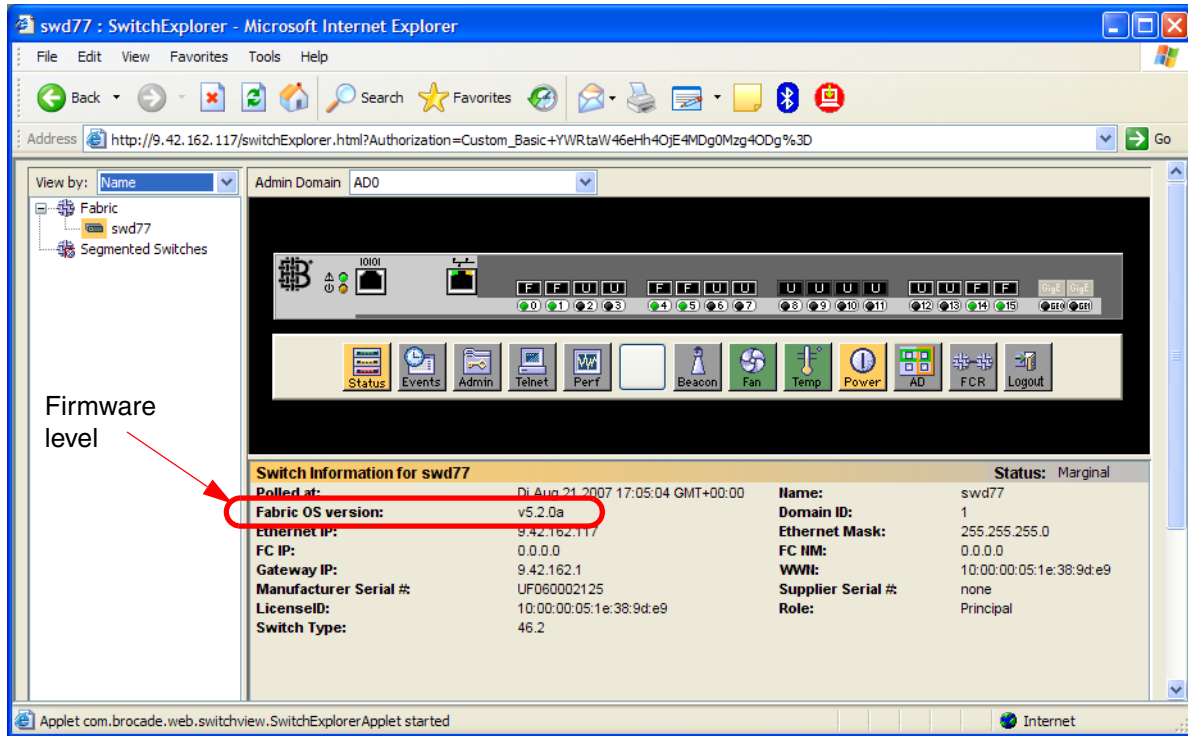 swd77 : SwitchExplorer - Microsoft Internet Explorer
File Edit View Favorites Tools Help
Back Search Favorites
Address http://9.42.162.117/switchExplorer.html?Authorization=Custom_Basic+YWRtaW46eHh4OjE4MDg0Mzg4ODg%3D Go
View by: Name
Fabric
swd77
Segmented Switches
Admin Domain AD0
10101
F F U U F F U U U U U U U U F F GigE GigE
0 1 2 3 4 5 6 7 8 9 10 11 12 13 14 15 GE0 GE1
Status Events Admin Telnet Perf Beacon Fan Temp Power AD FCR Logout
Firmware
level
Switch Information for swd77 Status: Marginal
Polled at: Di Aug 21 2007 17:05:04 GMT+00:00 Name: swd77
Fabric OS version: v5.2.0a Domain ID: 1
Ethernet IP: 9.42.162.117 Ethernet Mask: 255.255.255.0
FC IP: 0.0.0.0 FC NM: 0.0.0.0
Gateway IP: 9.42.162.1 WWN: 10:00:00:05:1e:38:9d:e9
Manufacturer Serial #: UF060002125 Supplier Serial #: none
LicenseID: 10:00:00:05:1e:38:9d:e9 Role: Principal
Switch Type: 46.2
Applet com.brocade.web.switchview.SwitchExplorerApplet started Internet